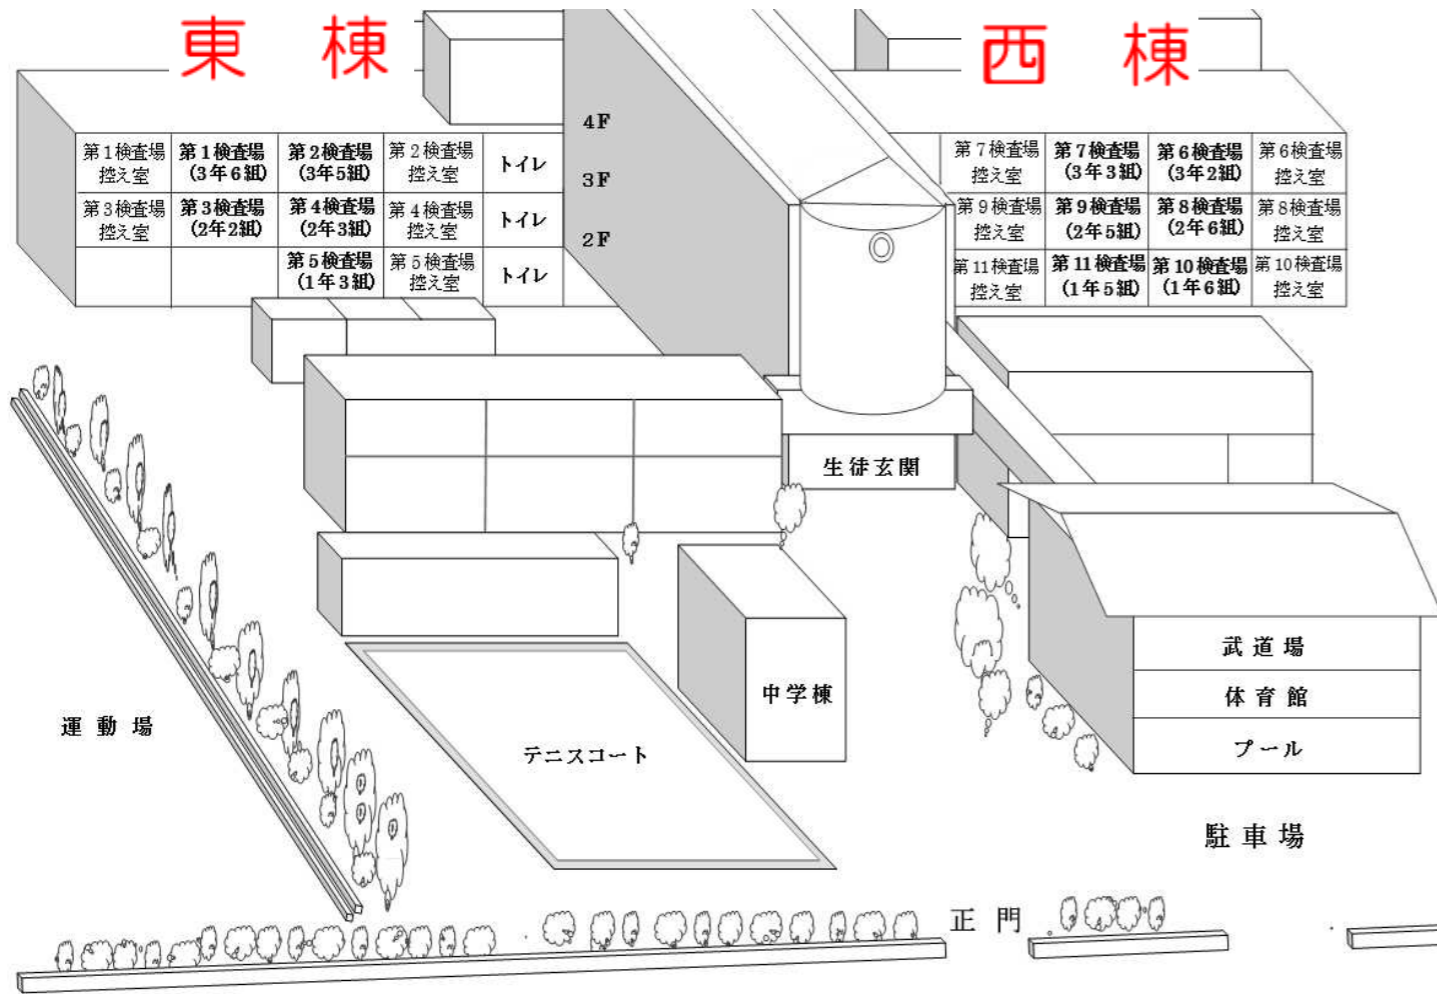 東棟
西棟
4F
3F
2F
第1検査場
控え室
第1検査場
(3年6組)
第2検査場
(3年5組)
第2検査場
控え室
トイレ
第3検査場
控え室
第3検査場
(2年2組)
第4検査場
(2年3組)
第4検査場
控え室
トイレ
第5検査場
(1年3組)
第5検査場
控え室
トイレ
第7検査場
控え室
第7検査場
(3年3組)
第6検査場
(3年2組)
第6検査場
控え室
第9検査場
控え室
第9検査場
(2年5組)
第8検査場
(2年6組)
第8検査場
控え室
第11検査場
控え室
第11検査場
(1年5組)
第10検査場
(1年6組)
第10検査場
控え室
生徒玄関
武道場
体育館
プール
中学棟
運動場
テニスコート
駐車場
正門